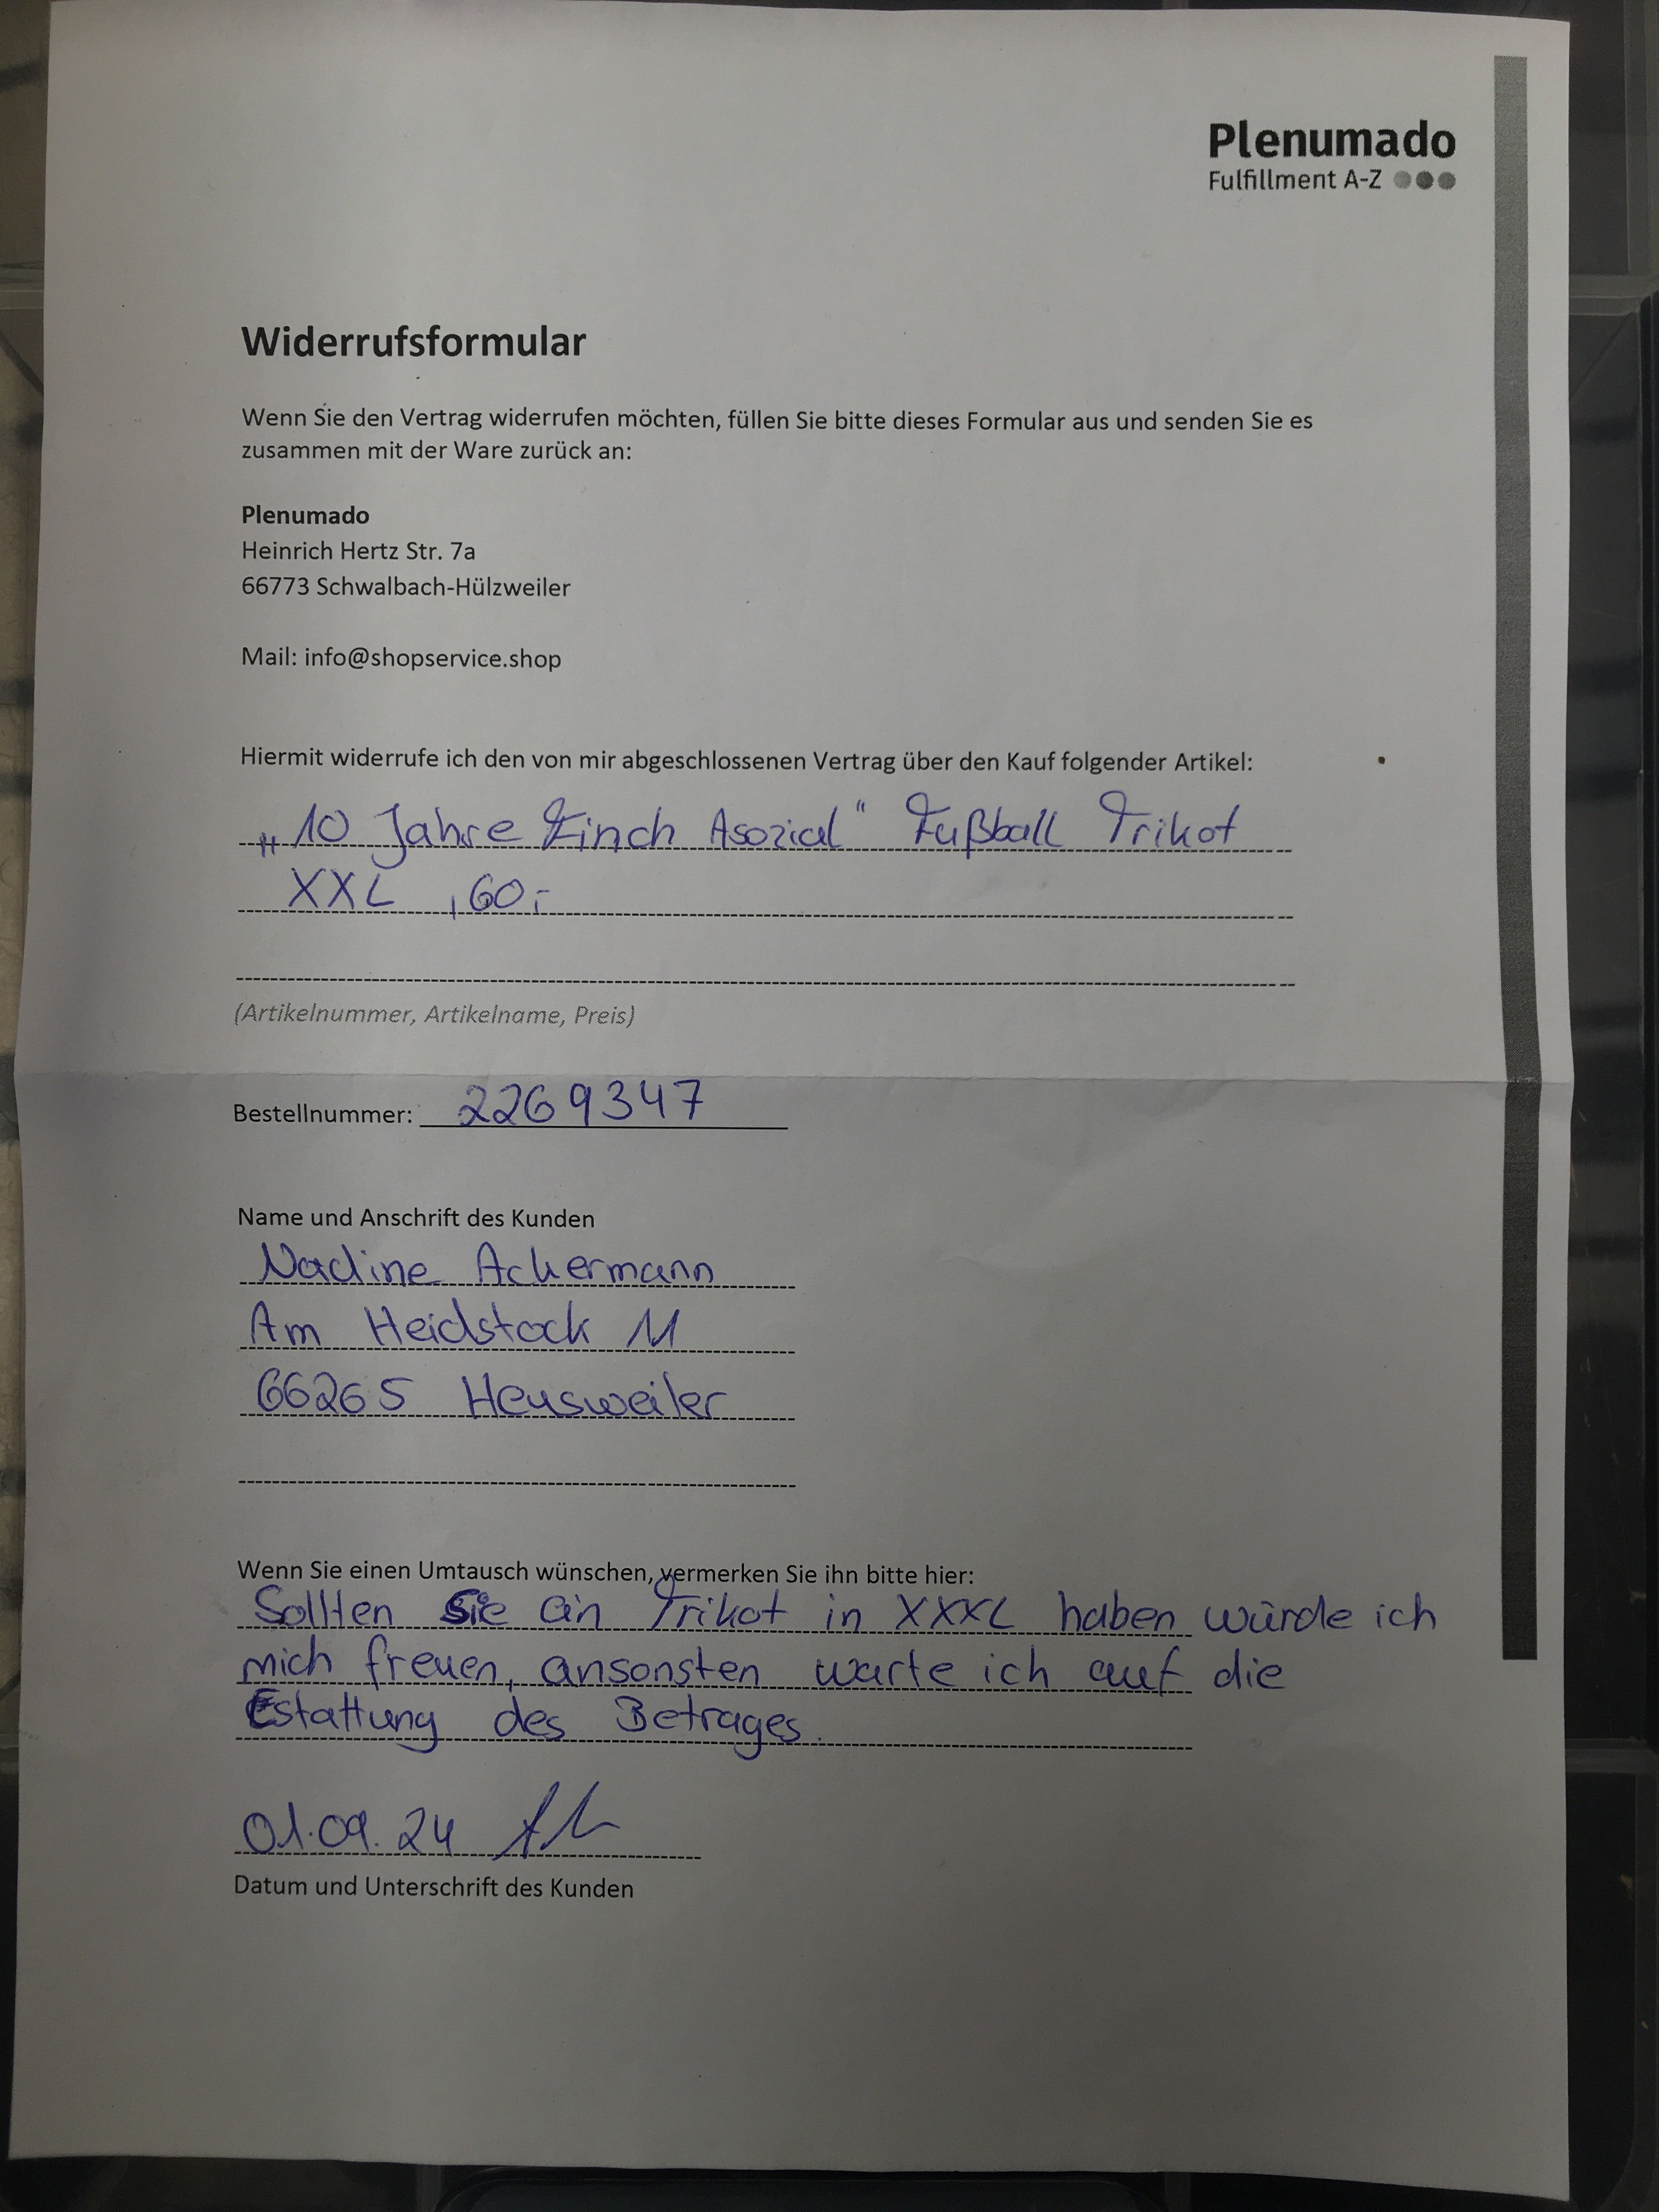 Plenumado
Fulfillment A-Z
Widerrufsformular
Wenn Sie den Vertrag widerrufen möchten, füllen Sie bitte dieses Formular aus und senden Sie es
zusammen mit der Ware zurück an:
Plenumado
Heinrich Hertz Str. 7a
66773 Schwalbach-Hülzweiler
Mail: info@shopservice.shop
Hiermit widerrufe ich den von mir abgeschlossenen Vertrag über den Kauf folgender Artikel:
"10 Jahre Finch Asozial" Fußball Trikot
XXL , 60,-
(Artikelnummer, Artikelname, Preis)
Bestellnummer: 2269347
Name und Anschrift des Kunden
Nadine Ackermann
Am Heidstock 11
66265 Heusweiler
Wenn Sie einen Umtausch wünschen, vermerken Sie ihn bitte hier:
Sollten Sie ein Trikot in XXXL haben würde ich
mich freuen, ansonsten warte ich auf die
Estattung des Betrages.
01.09.24
Datum und Unterschrift des Kunden